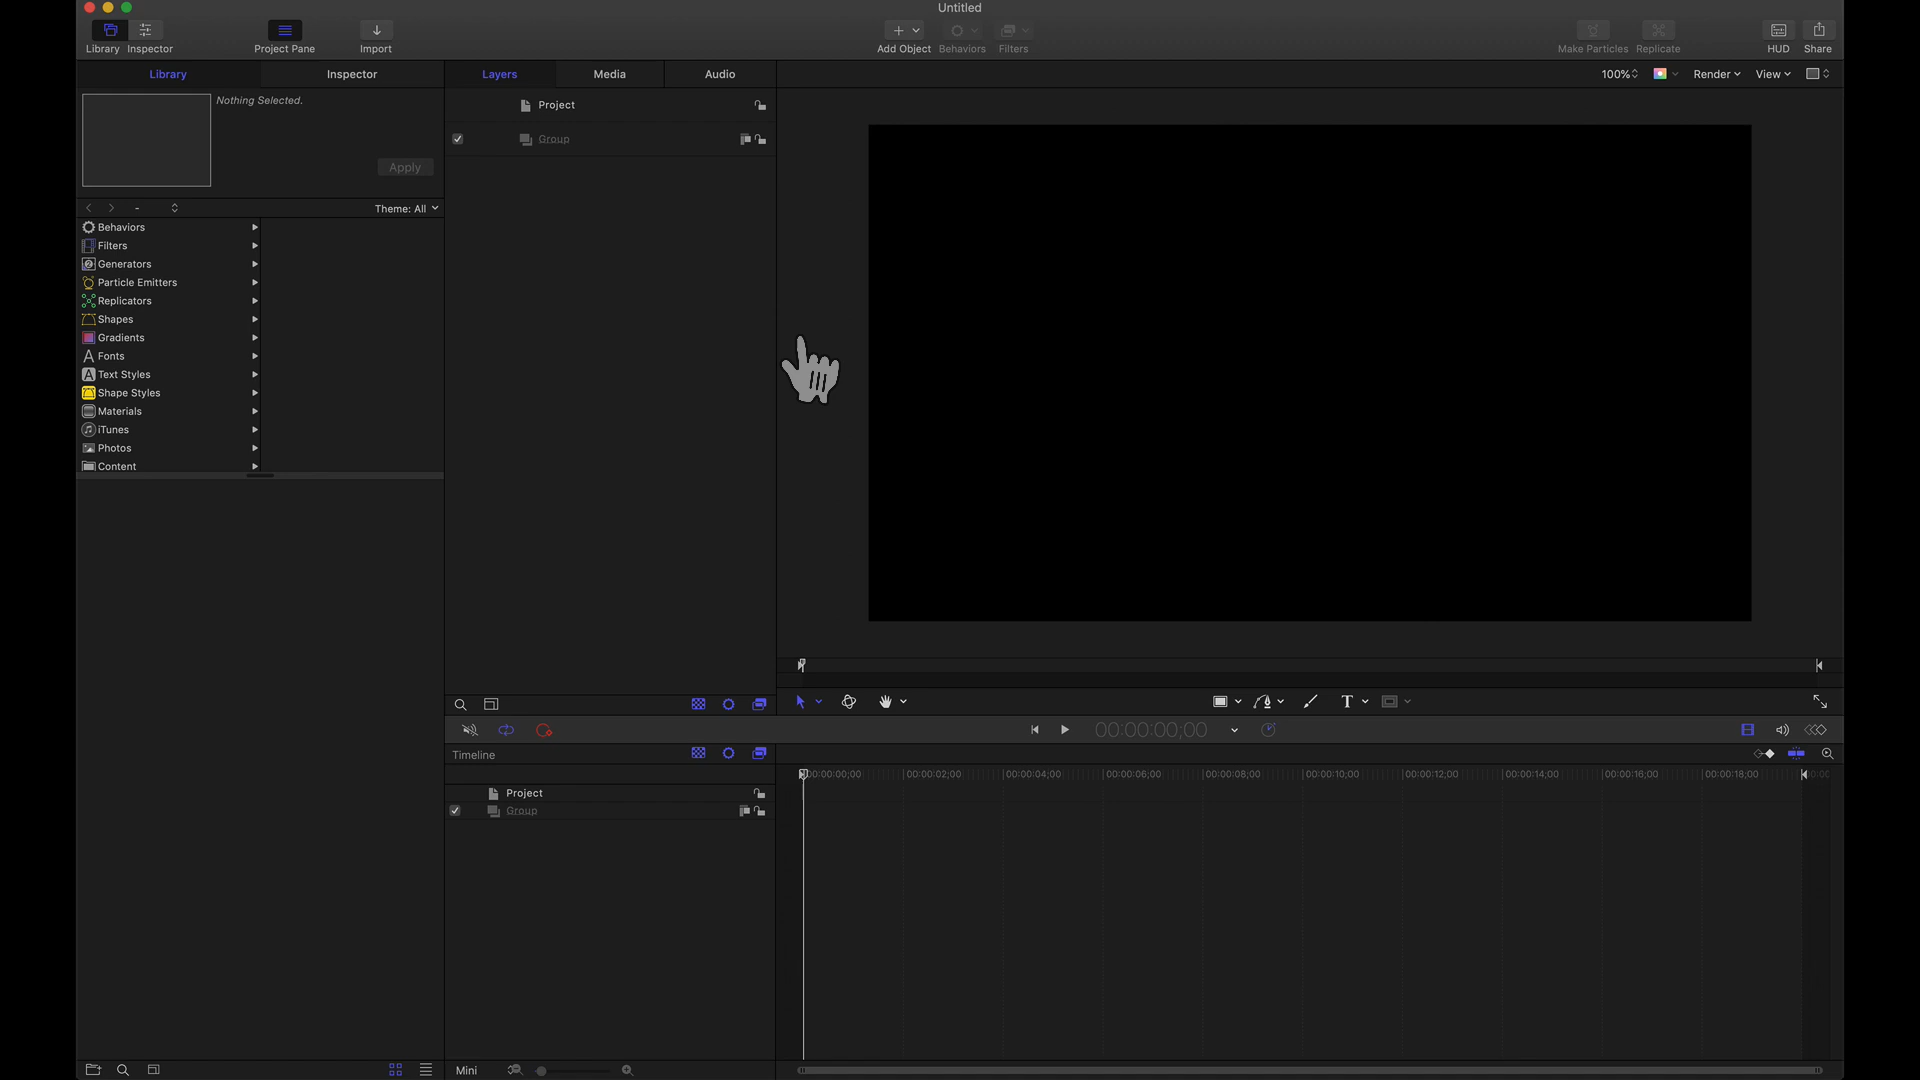 Untitled
Library Inspector Project Pane Import Add Object Behaviors Filters Make Particles Replicate HUD Share
Library Inspector Layers Media Audio 100% Render View
Nothing Selected.
Apply
Project
Group
- Theme: All
Behaviors
Filters
Generators
Particle Emitters
Replicators
Shapes
Gradients
Fonts
Text Styles
Shape Styles
Materials
iTunes
Photos
Content
T
00:00:00;00
Timeline
00:00:00;00 00:00:02;00 00:00:04;00 00:00:06;00 00:00:08;00 00:00:10;00 00:00:12;00 00:00:14;00 00:00:16;00 00:00:18;00
Project
Group
Mini